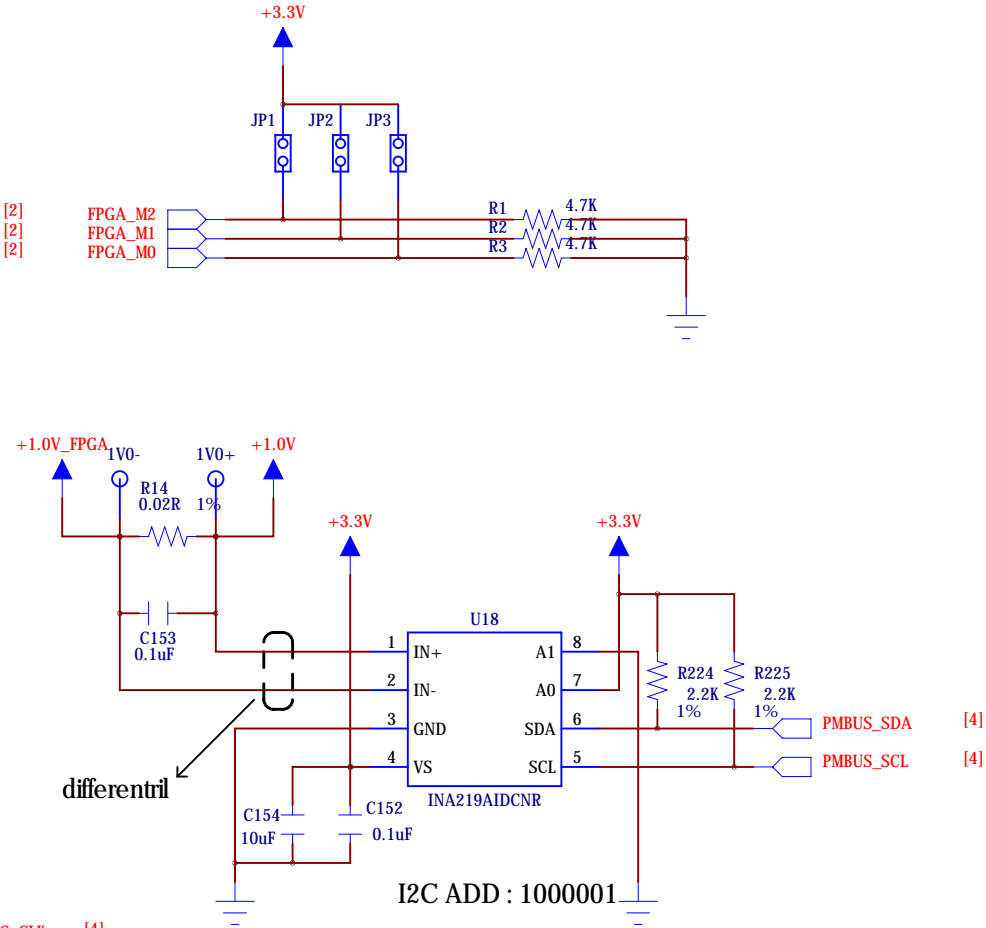 +3.3V
JP1 JP2 JP3
[2] FPGA_M2 R1 4.7K
[2] FPGA_M1 R2 4.7K
[2] FPGA_M0 R3 4.7K
+1.0V_FPGA 1V0- 1V0+ +1.0V
R14
0.02R 1%
+3.3V +3.3V
C153
0.1uF
U18
1 IN+ A1 8
2 IN- A0 7
3 GND SDA 6
4 VS SCL 5
INA219AIDCNR
R224
2.2K
1%
R225
2.2K
1%
PMBUS_SDA [4]
PMBUS_SCL [4]
differentril
C154
10uF
C152
0.1uF
I2C ADD : 1000001
[4]